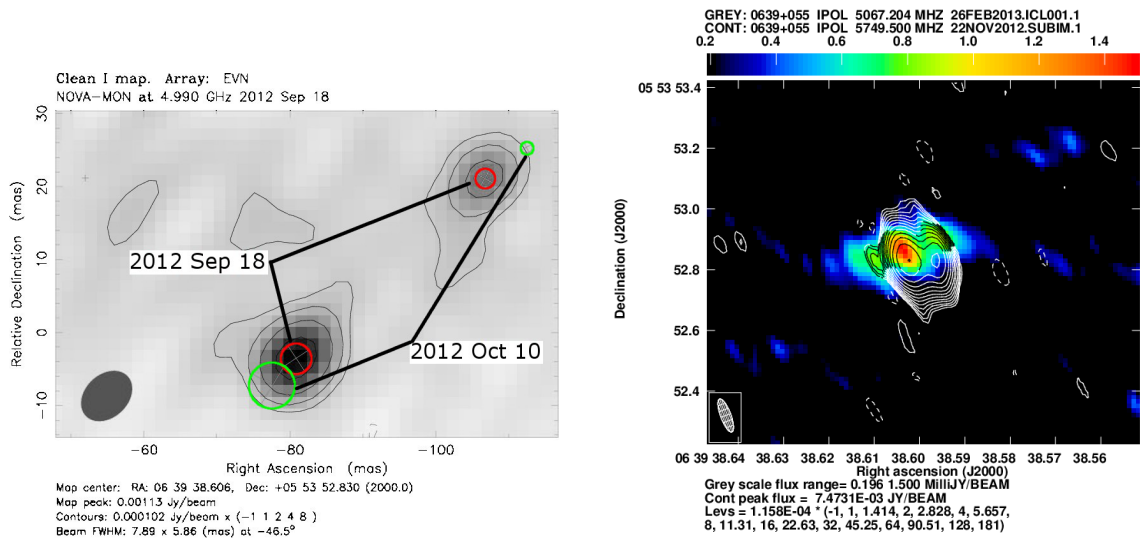 Clean I map. Array: EVN
NOVA-MON at 4.990 GHz 2012 Sep 18
30
20
10
0
-10
Relative Declination (mas)
2012 Sep 18
2012 Oct 10
-60
-80
-100
Right Ascension (mas)
Map center: RA: 06 39 38.606, Dec: +05 53 52.830 (2000.0)
Map peak: 0.00113 Jy/beam
Contours: 0.000102 Jy/beam x (-1 1 2 4 8 )
Beam FWHM: 7.89 x 5.86 (mas) at -46.5°
GREY: 0639+055 IPOL 5067.204 MHZ 26FEB2013.ICL001.1
CONT: 0639+055 IPOL 5749.500 MHZ 22NOV2012.SUBIM.1
0.2 0.4 0.6 0.8 1.0 1.2 1.4
05 53 53.4
53.2
53.0
52.8
52.6
52.4
Declination (J2000)
06 39 38.64 38.63 38.62 38.61 38.60 38.59 38.58 38.57 38.56
Right ascension (J2000)
Grey scale flux range= 0.196 1.500 MilliJY/BEAM
Cont peak flux = 7.4731E-03 JY/BEAM
Levs = 1.158E-04 * (-1, 1, 1.414, 2, 2.828, 4, 5.657,
8, 11.31, 16, 22.63, 32, 45.25, 64, 90.51, 128, 181)